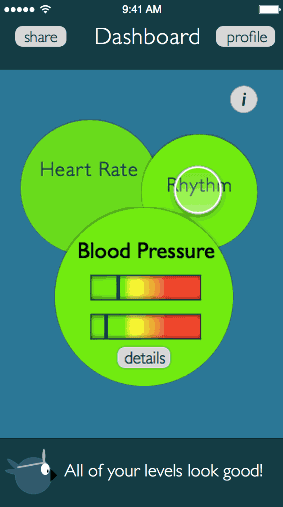 9:41 AM
share
Dashboard
profile
i
Heart Rate
Rhythm
Blood Pressure
details
All of your levels look good!